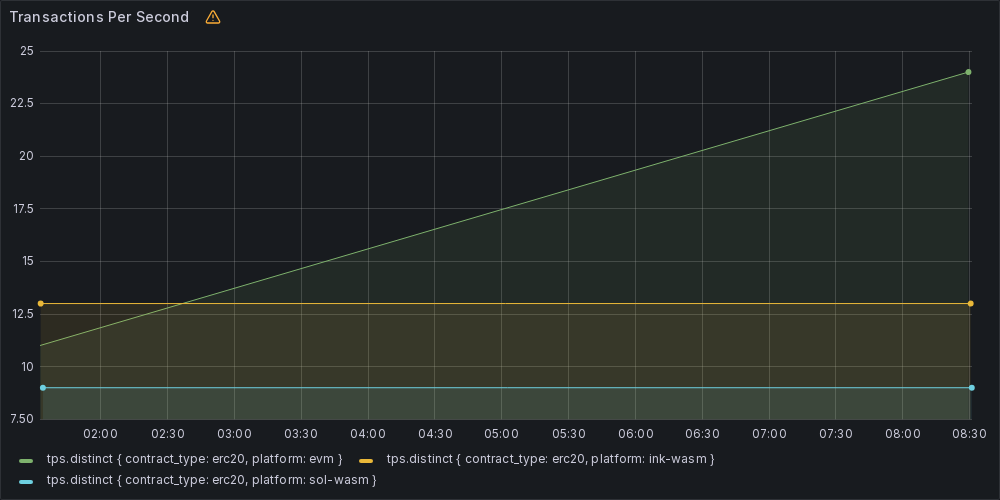 Transactions Per Second
25
22.5
20
17.5
15
12.5
10
7.50
02:00 02:30 03:00 03:30 04:00 04:30 05:00 05:30 06:00 06:30 07:00 07:30 08:00 08:30
tps.distinct { contract_type: erc20, platform: evm } tps.distinct { contract_type: erc20, platform: ink-wasm }
tps.distinct { contract_type: erc20, platform: sol-wasm }